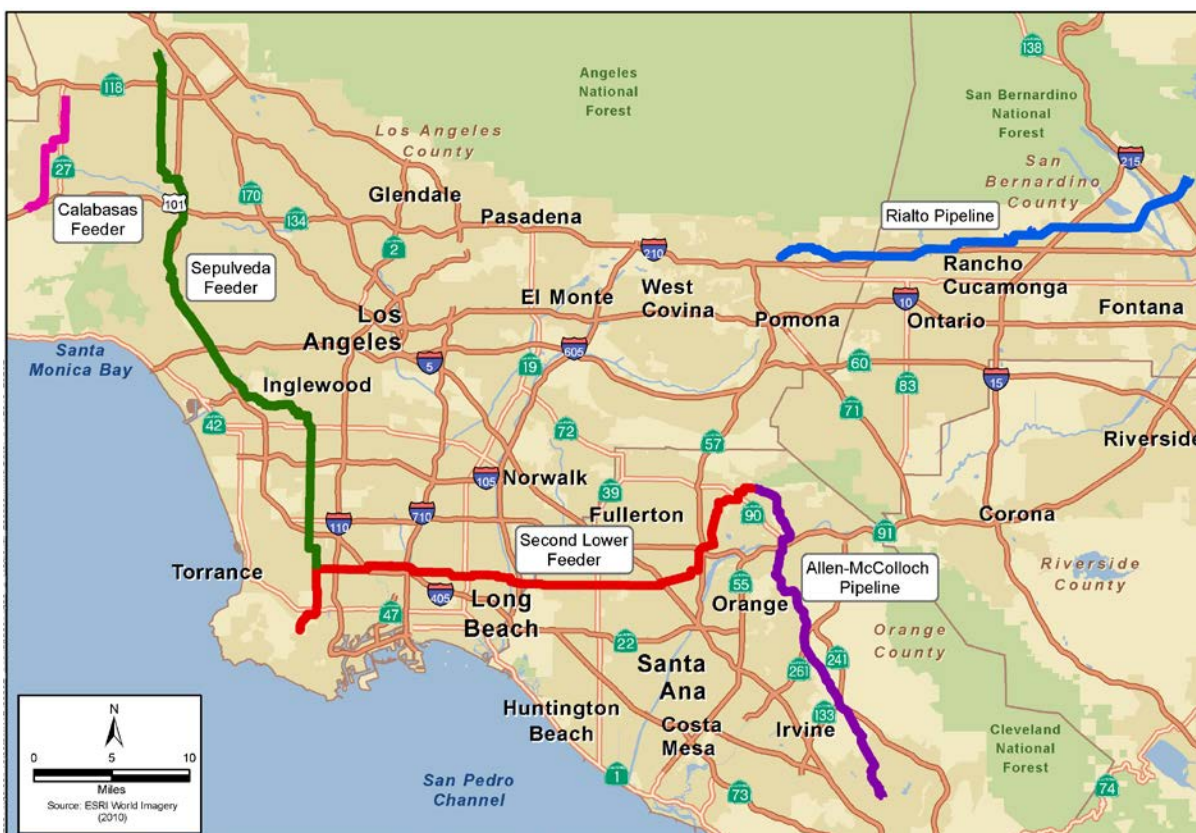 138
Angeles
National
Forest
San Bernardino
National
Forest
118
Los Angeles
County
215
San
Bernardino
County
27
170
Glendale
101
Calabasas
Feeder
134
Pasadena
Rialto Pipeline
2
210
Sepulveda
Feeder
West
Covina
Rancho
Cucamonga
El Monte
10
Fontana
Los
Angeles
Pomona
Ontario
Santa
Monica Bay
5
605
19
60
Inglewood
83
15
42
72
71
57
Riverside
105
Norwalk
39
Fullerton
90
Corona
110
710
Second Lower
Feeder
91
Torrance
Allen-McColloch
Pipeline
Riverside
County
405
Long
Beach
55
Orange
47
22
Orange
County
Santa
Ana
261
241
Huntington
Beach
Costa
Mesa
133
Irvine
N
0
5
10
Miles
Source: ESRI World Imagery
(2010)
San Pedro
Channel
1
73
Cleveland
National
Forest
74